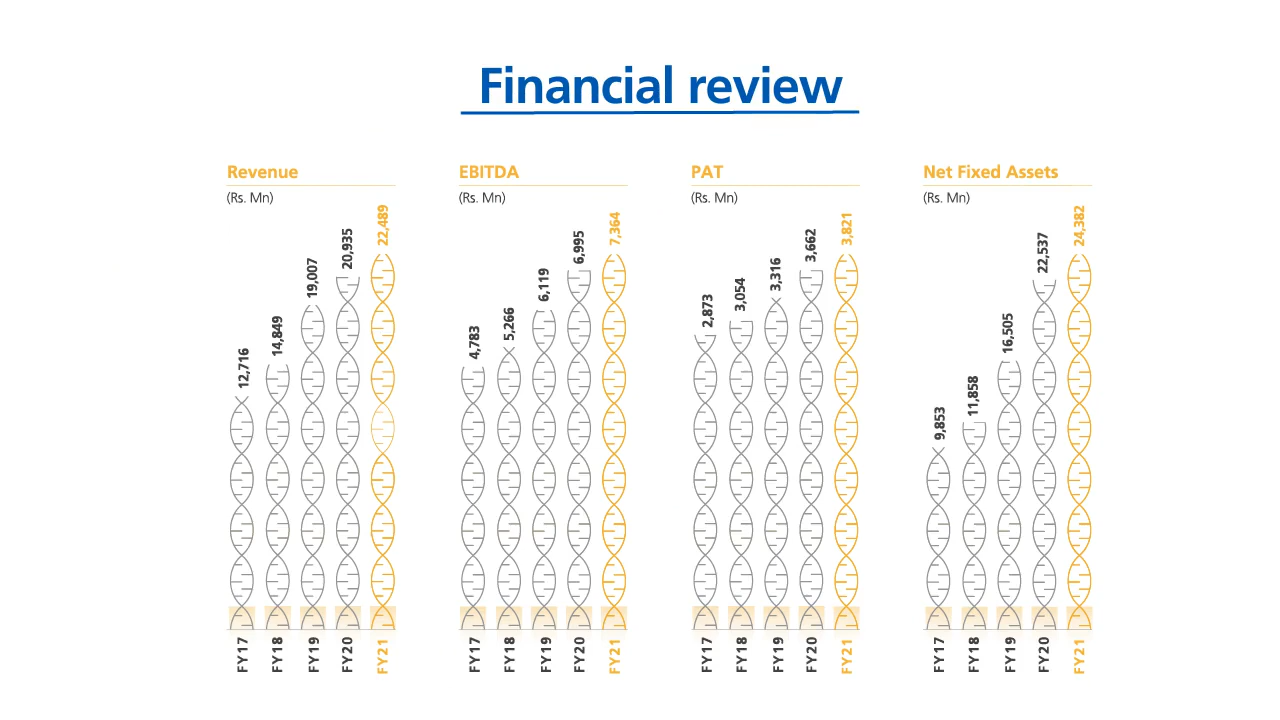 Financial review
Revenue
(Rs. Mn)
12,716
14,849
19,007
20,935
22,489
FY17
FY18
FY19
FY20
FY21
EBITDA
(Rs. Mn)
4,783
5,266
6,119
6,995
7,364
FY17
FY18
FY19
FY20
FY21
PAT
(Rs. Mn)
2,873
3,054
3,316
3,662
3,821
FY17
FY18
FY19
FY20
FY21
Net Fixed Assets
(Rs. Mn)
9,853
11,858
16,505
22,537
24,382
FY17
FY18
FY19
FY20
FY21